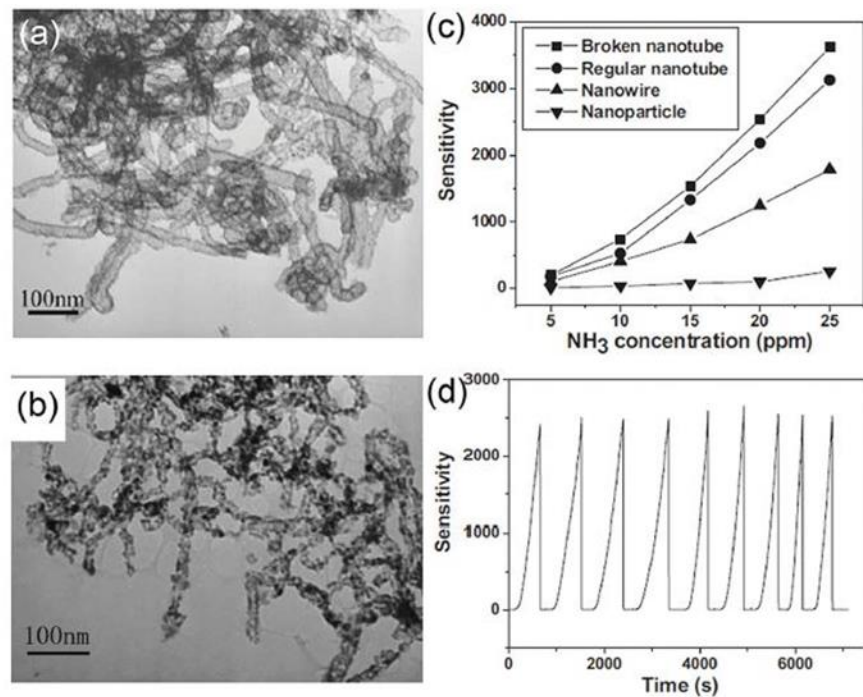 (a)
100nm
(b)
100nm
(c)
4000
3000
2000
1000
0
Sensitivity
Broken nanotube
Regular nanotube
Nanowire
Nanoparticle
5 10 15 20 25
NH3 concentration (ppm)
(d)
3000
2000
1000
0
Sensitivity
0 2000 4000 6000
Time (s)